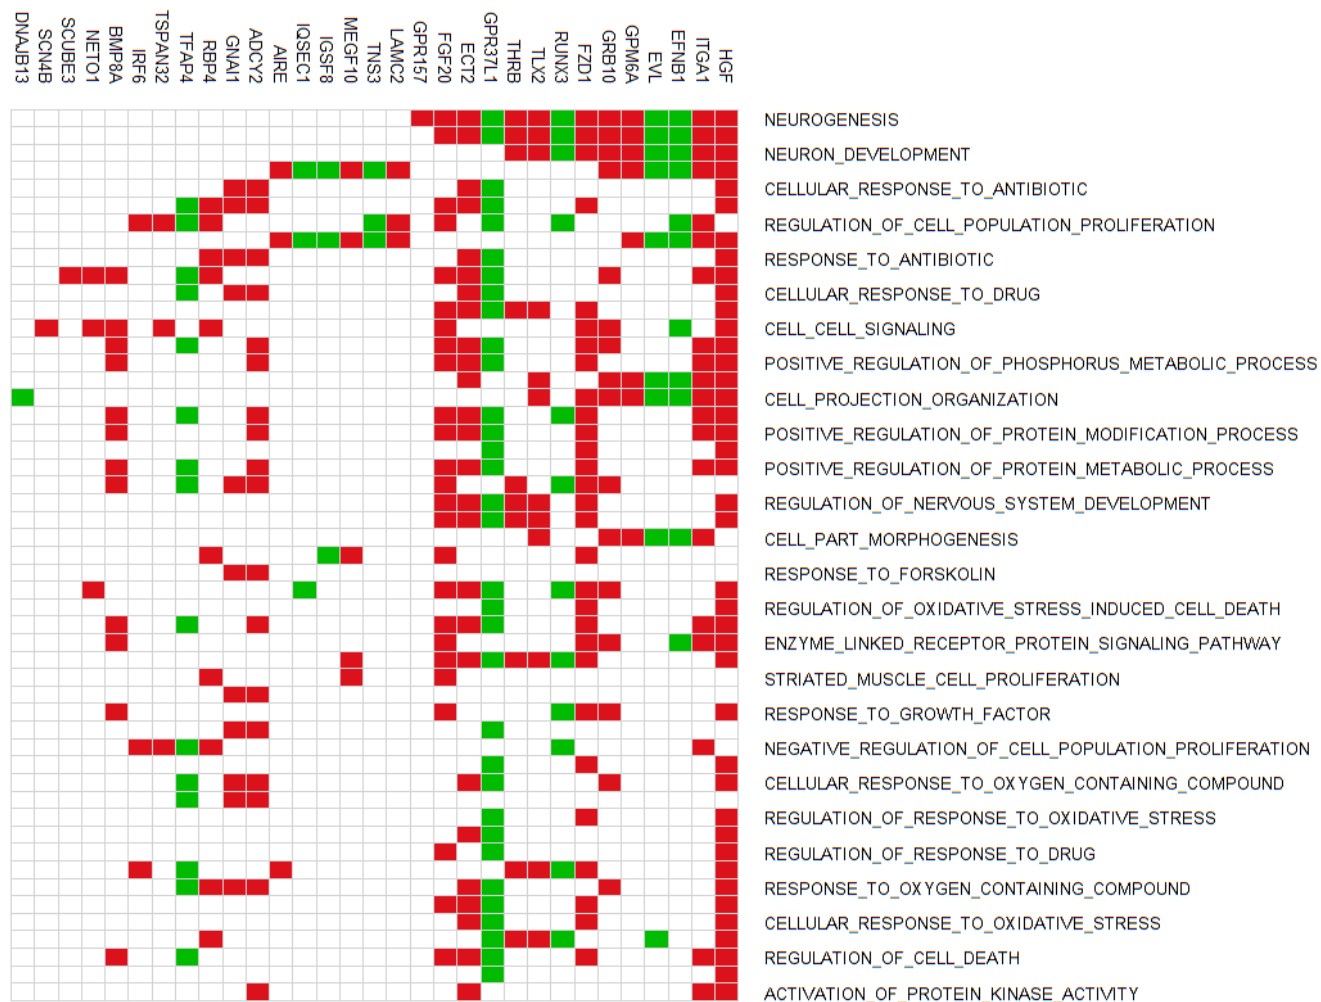 DNAJB13
SCN4B
SCUBE3
NETO1
BMP8A
IRF6
TSPAN32
TFAP4
RBP4
GNAI1
ADCY2
AIRE
IQSEC1
IGSF8
MEGF10
TNS3
LAMC2
GPR157
FGF20
ECT2
GPR37L1
THRB
TLX2
RUNX3
FZD1
GRB10
GPM6A
EVL
EFNB1
ITGA1
HGF
NEUROGENESIS
NEURON_DEVELOPMENT
CELLULAR_RESPONSE_TO_ANTIBIOTIC
REGULATION_OF_CELL_POPULATION_PROLIFERATION
RESPONSE_TO_ANTIBIOTIC
CELLULAR_RESPONSE_TO_DRUG
CELL_CELL_SIGNALING
POSITIVE_REGULATION_OF_PHOSPHORUS_METABOLIC_PROCESS
CELL_PROJECTION_ORGANIZATION
POSITIVE_REGULATION_OF_PROTEIN_MODIFICATION_PROCESS
POSITIVE_REGULATION_OF_PROTEIN_METABOLIC_PROCESS
REGULATION_OF_NERVOUS_SYSTEM_DEVELOPMENT
CELL_PART_MORPHOGENESIS
RESPONSE_TO_FORSKOLIN
REGULATION_OF_OXIDATIVE_STRESS_INDUCED_CELL_DEATH
ENZYME_LINKED_RECEPTOR_PROTEIN_SIGNALING_PATHWAY
STRIATED_MUSCLE_CELL_PROLIFERATION
RESPONSE_TO_GROWTH_FACTOR
NEGATIVE_REGULATION_OF_CELL_POPULATION_PROLIFERATION
CELLULAR_RESPONSE_TO_OXYGEN_CONTAINING_COMPOUND
REGULATION_OF_RESPONSE_TO_OXIDATIVE_STRESS
REGULATION_OF_RESPONSE_TO_DRUG
RESPONSE_TO_OXYGEN_CONTAINING_COMPOUND
CELLULAR_RESPONSE_TO_OXIDATIVE_STRESS
REGULATION_OF_CELL_DEATH
ACTIVATION_OF_PROTEIN_KINASE_ACTIVITY